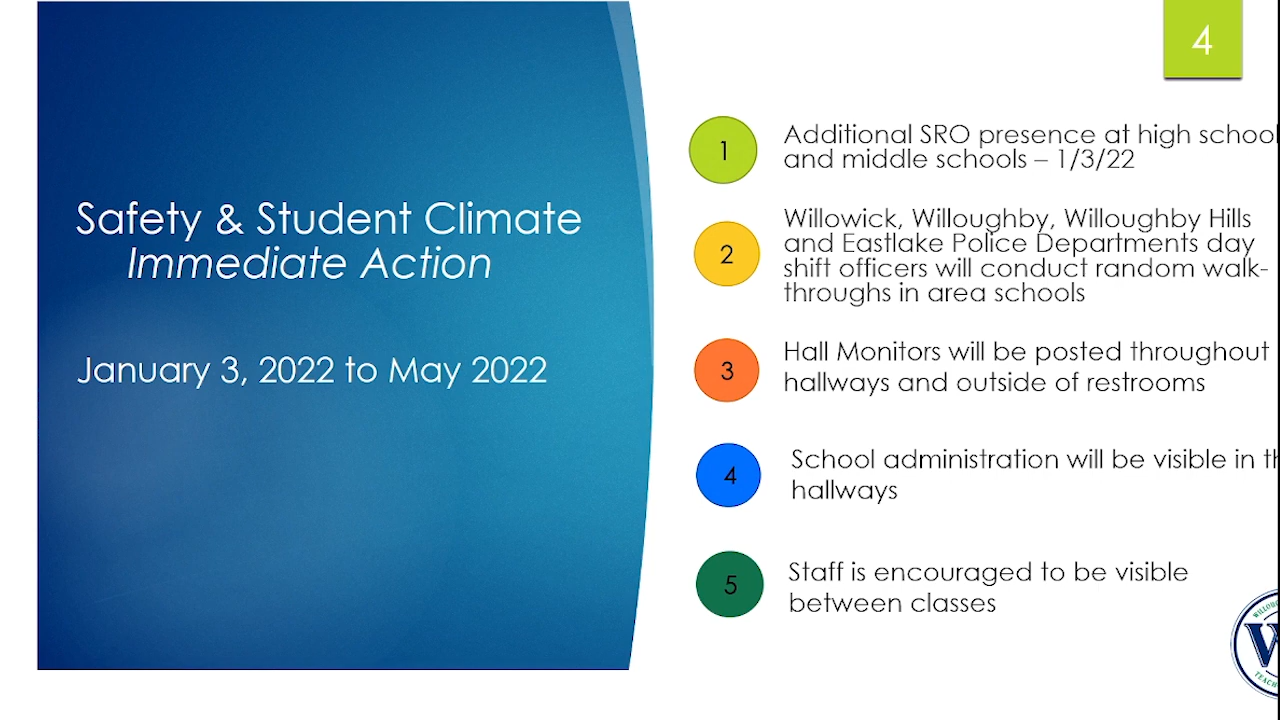 4
Safety & Student Climate
Immediate Action
January 3, 2022 to May 2022
1
Additional SRO presence at high school
and middle schools – 1/3/22
2
Willowick, Willoughby, Willoughby Hills
and Eastlake Police Departments day
shift officers will conduct random walk-
throughs in area schools
3
Hall Monitors will be posted throughout
hallways and outside of restrooms
4
School administration will be visible in th
hallways
5
Staff is encouraged to be visible
between classes